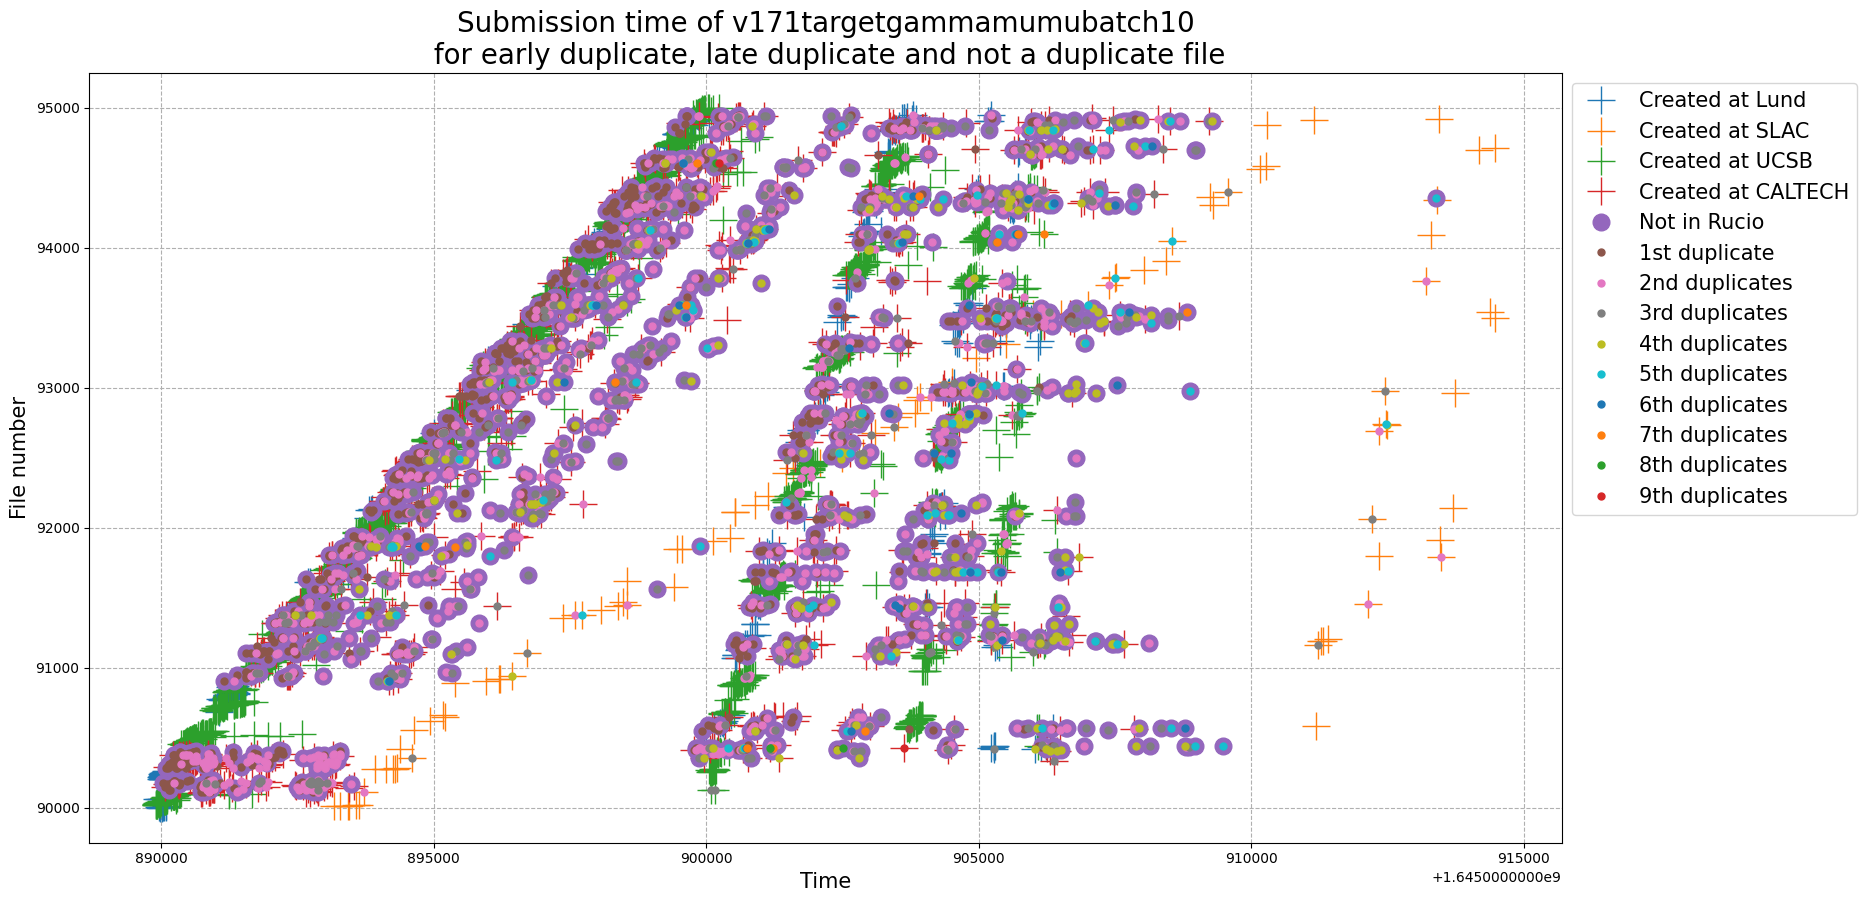 Submission time of v171targetgammamumubatch10
for early duplicate, late duplicate and not a duplicate file
File number
95000
94000
93000
92000
91000
90000
890000
895000
900000
905000
910000
915000
+1.6450000000e9
Time
Created at Lund
Created at SLAC
Created at UCSB
Created at CALTECH
Not in Rucio
1st duplicate
2nd duplicates
3rd duplicates
4th duplicates
5th duplicates
6th duplicates
7th duplicates
8th duplicates
9th duplicates